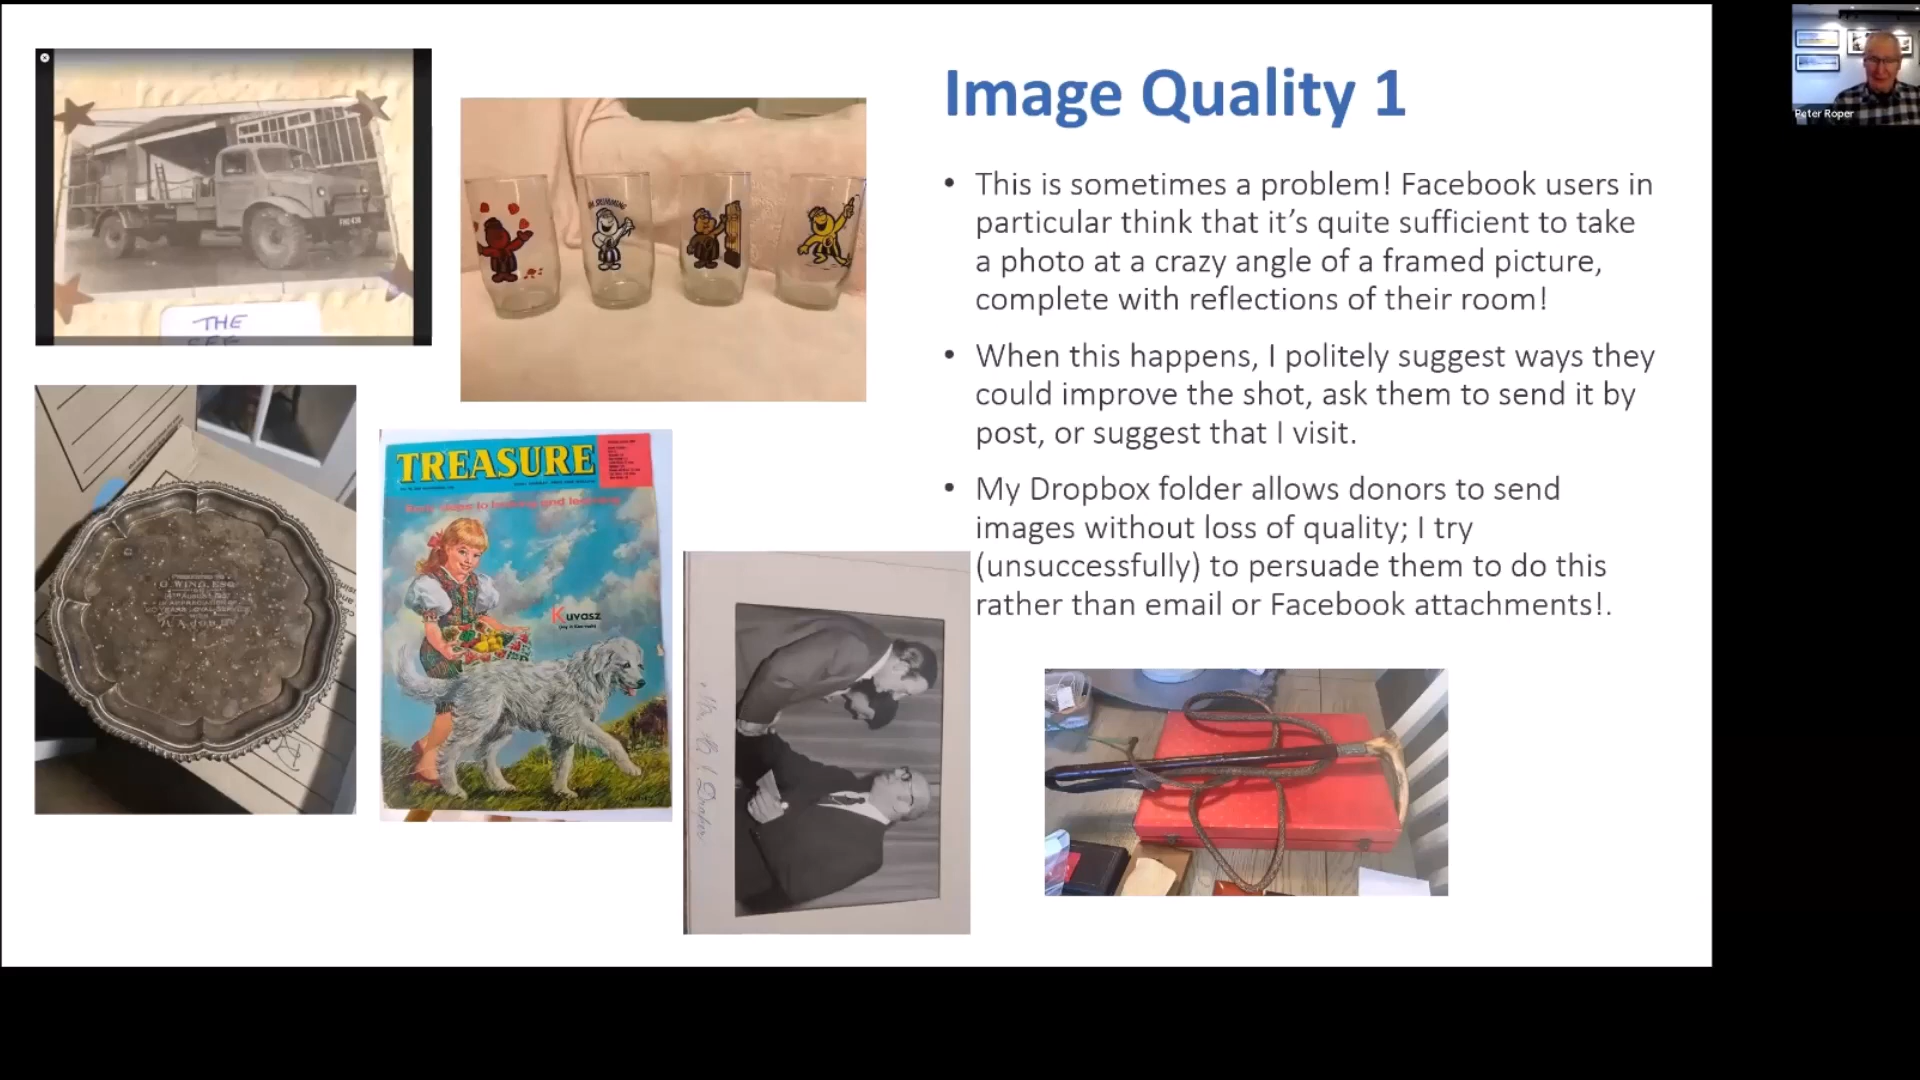 Image Quality 1
• This is sometimes a problem! Facebook users in
particular think that it’s quite sufficient to take
a photo at a crazy angle of a framed picture,
complete with reflections of their room!
• When this happens, I politely suggest ways they
could improve the shot, ask them to send it by
post, or suggest that I visit.
• My Dropbox folder allows donors to send
images without loss of quality; I try
(unsuccessfully) to persuade them to do this
rather than email or Facebook attachments!.
THE
TREASURE
Kuvasz
G. WING. ESQ
Peter Roper